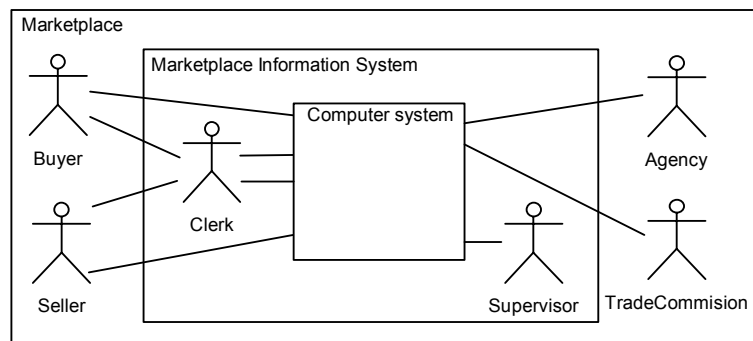 Marketplace
Marketplace Information System
Computer system
Buyer
Agency
Clerk
Seller
Supervisor
TradeCommision